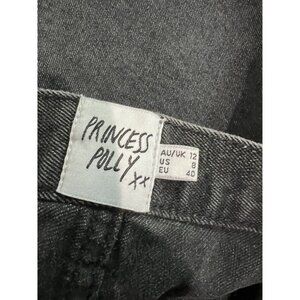 PRINCESS
POLLY
xx
AU/UK 12
US 8
EU 40